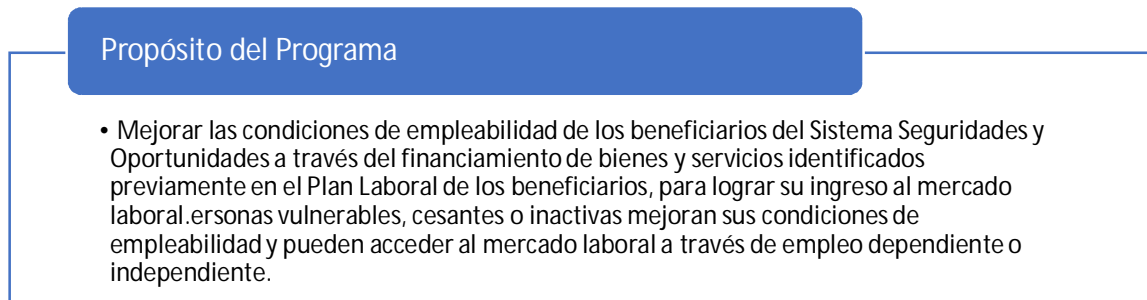 Propósito del Programa
• Mejorar las condiciones de empleabilidad de los beneficiarios del Sistema Seguridades y
Oportunidades a través del financiamiento de bienes y servicios identificados
previamente en el Plan Laboral de los beneficiarios, para lograr su ingreso al mercado
laboral.ersonas vulnerables, cesantes o inactivas mejoran sus condiciones de
empleabilidad y pueden acceder al mercado laboral a través de empleo dependiente o
independiente.